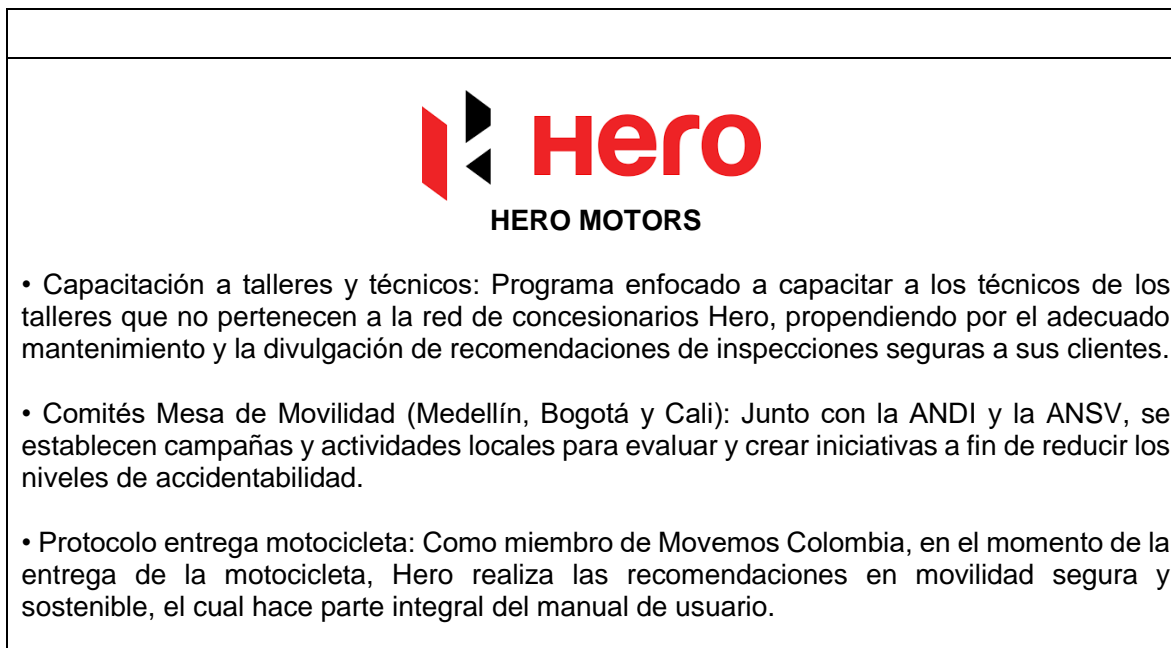 Hero
HERO MOTORS
• Capacitación a talleres y técnicos: Programa enfocado a capacitar a los técnicos de los
talleres que no pertenecen a la red de concesionarios Hero, propendiendo por el adecuado
mantenimiento y la divulgación de recomendaciones de inspecciones seguras a sus clientes.
• Comités Mesa de Movilidad (Medellín, Bogotá y Cali): Junto con la ANDI y la ANSV, se
establecen campañas y actividades locales para evaluar y crear iniciativas a fin de reducir los
niveles de accidentabilidad.
• Protocolo entrega motocicleta: Como miembro de Movemos Colombia, en el momento de la
entrega de la motocicleta, Hero realiza las recomendaciones en movilidad segura y
sostenible, el cual hace parte integral del manual de usuario.